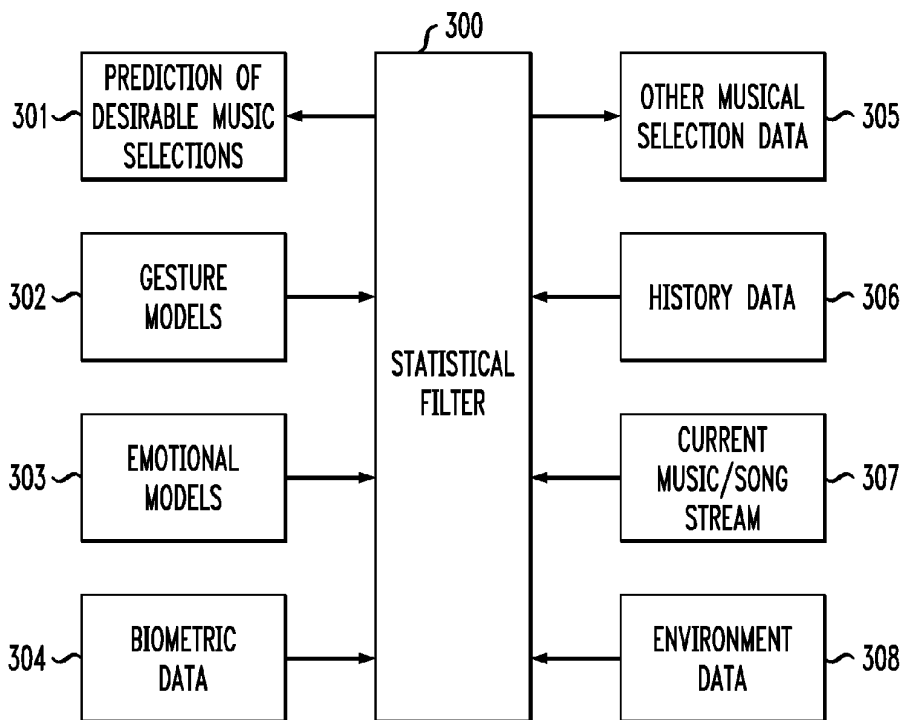 300
301
PREDICTION OF
DESIRABLE MUSIC
SELECTIONS
302
GESTURE
MODELS
303
EMOTIONAL
MODELS
304
BIOMETRIC
DATA
STATISTICAL
FILTER
OTHER MUSICAL
SELECTION DATA
305
HISTORY DATA
306
CURRENT
MUSIC/SONG
STREAM
307
ENVIRONMENT
DATA
308